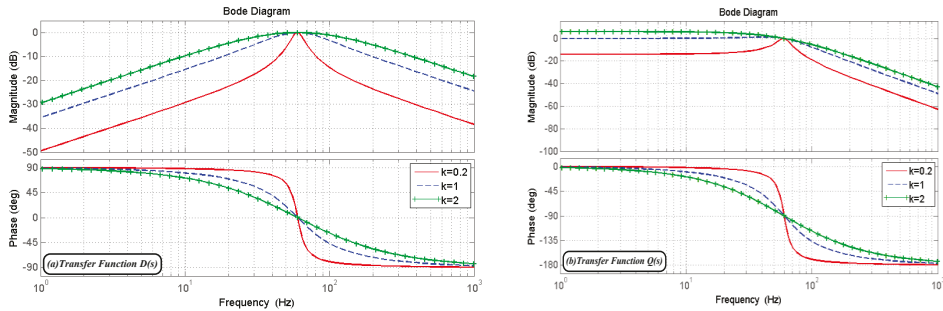 Bode Diagram
Magnitude (dB)
0
-10
-20
-30
-40
-50
Phase (deg)
90
45
0
-45
-90
k=0.2
k=1
k=2
(a)Transfer Function D(s)
10^0
10^1
10^2
10^3
Frequency (Hz)
Bode Diagram
Magnitude (dB)
0
-20
-40
-60
-80
-100
Phase (deg)
0
-45
-90
-135
-180
k=0.2
k=1
k=2
(b)Transfer Function Q(s)
10^0
10^1
10^2
10^3
Frequency (Hz)